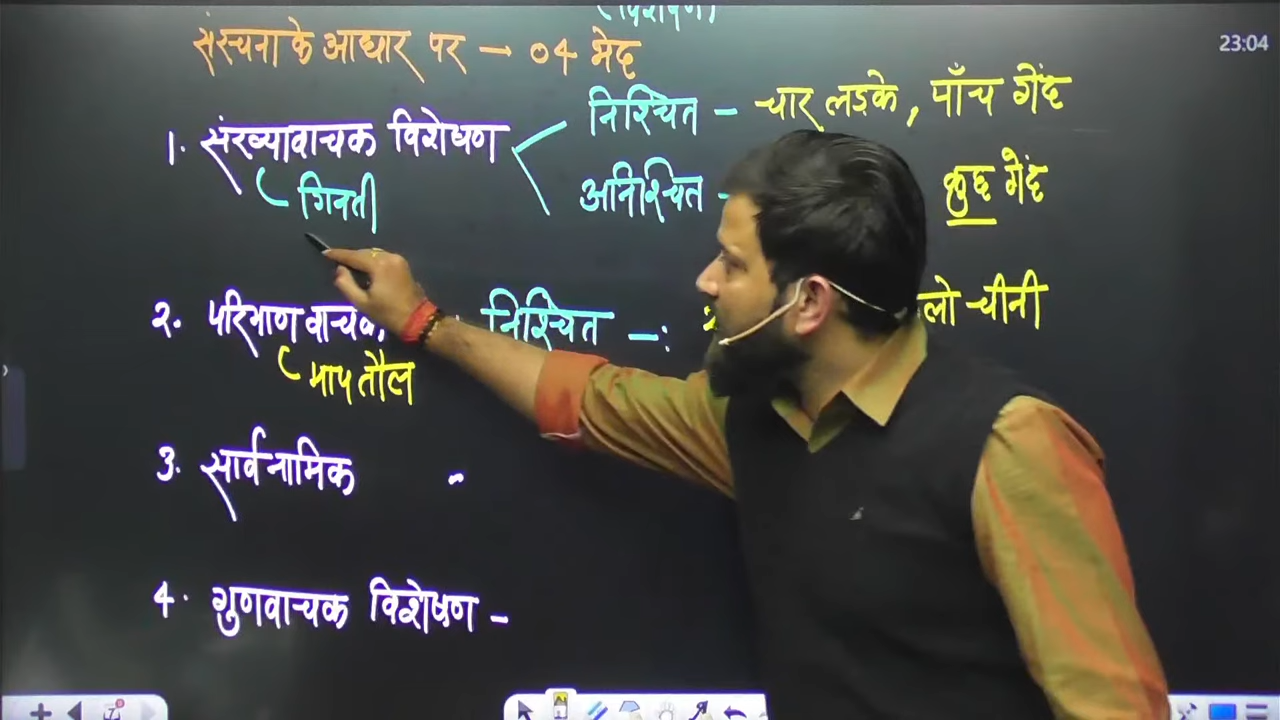 (विशेषण)
संरचना के आधार पर → 04 भेद
23:04
निश्चित - चार लड़के, पाँच गेंद
1. संख्यावाचक विशेषण
गिनती
अनिश्चित - कुछ गेंद
2. परिमाण वाचक निश्चित -: लो चीनी
माप तौल
3. सार्वनामिक "
4. गुणवाचक विशेषण -